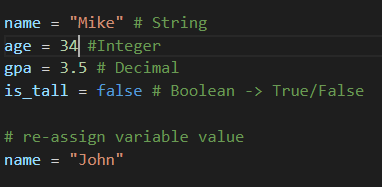 name = "Mike" # String
age = 34 #Integer
gpa = 3.5 # Decimal
is_tall = false # Boolean -> True/False
# re-assign variable value
name = "John"